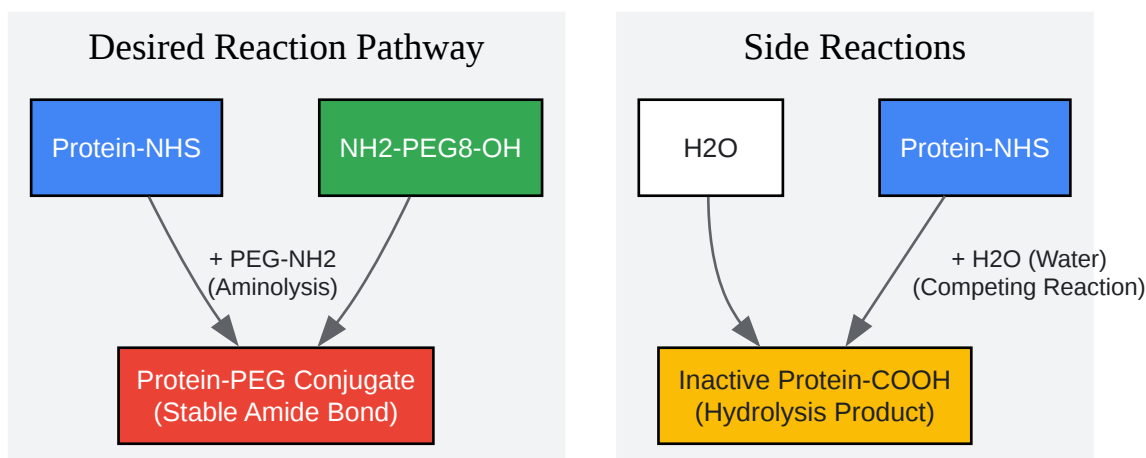 Desired Reaction Pathway
Protein-NHS
NH2-PEG8-OH
+ PEG-NH2
(Aminolysis)
Protein-PEG Conjugate
(Stable Amide Bond)
Side Reactions
H2O
Protein-NHS
+ H2O (Water)
(Competing Reaction)
Inactive Protein-COOH
(Hydrolysis Product)